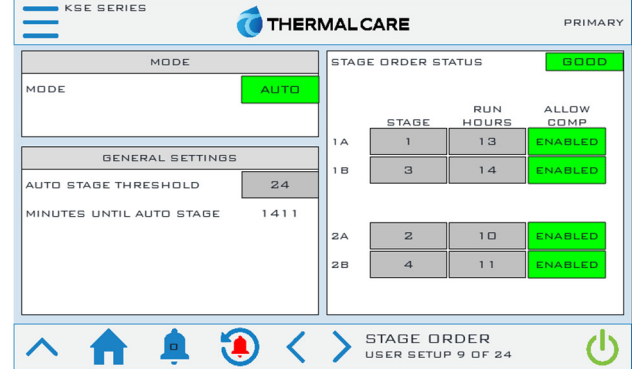 KSE SERIES
THERMAL CARE
PRIMARY
MODE
MODE AUTO
GENERAL SETTINGS
AUTO STAGE THRESHOLD 24
MINUTES UNTIL AUTO STAGE 1411
STAGE ORDER STATUS GOOD
STAGE RUN HOURS ALLOW COMP
1A 1 13 ENABLED
1B 3 14 ENABLED
2A 2 10 ENABLED
2B 4 11 ENABLED
0
STAGE ORDER
USER SETUP 9 OF 24